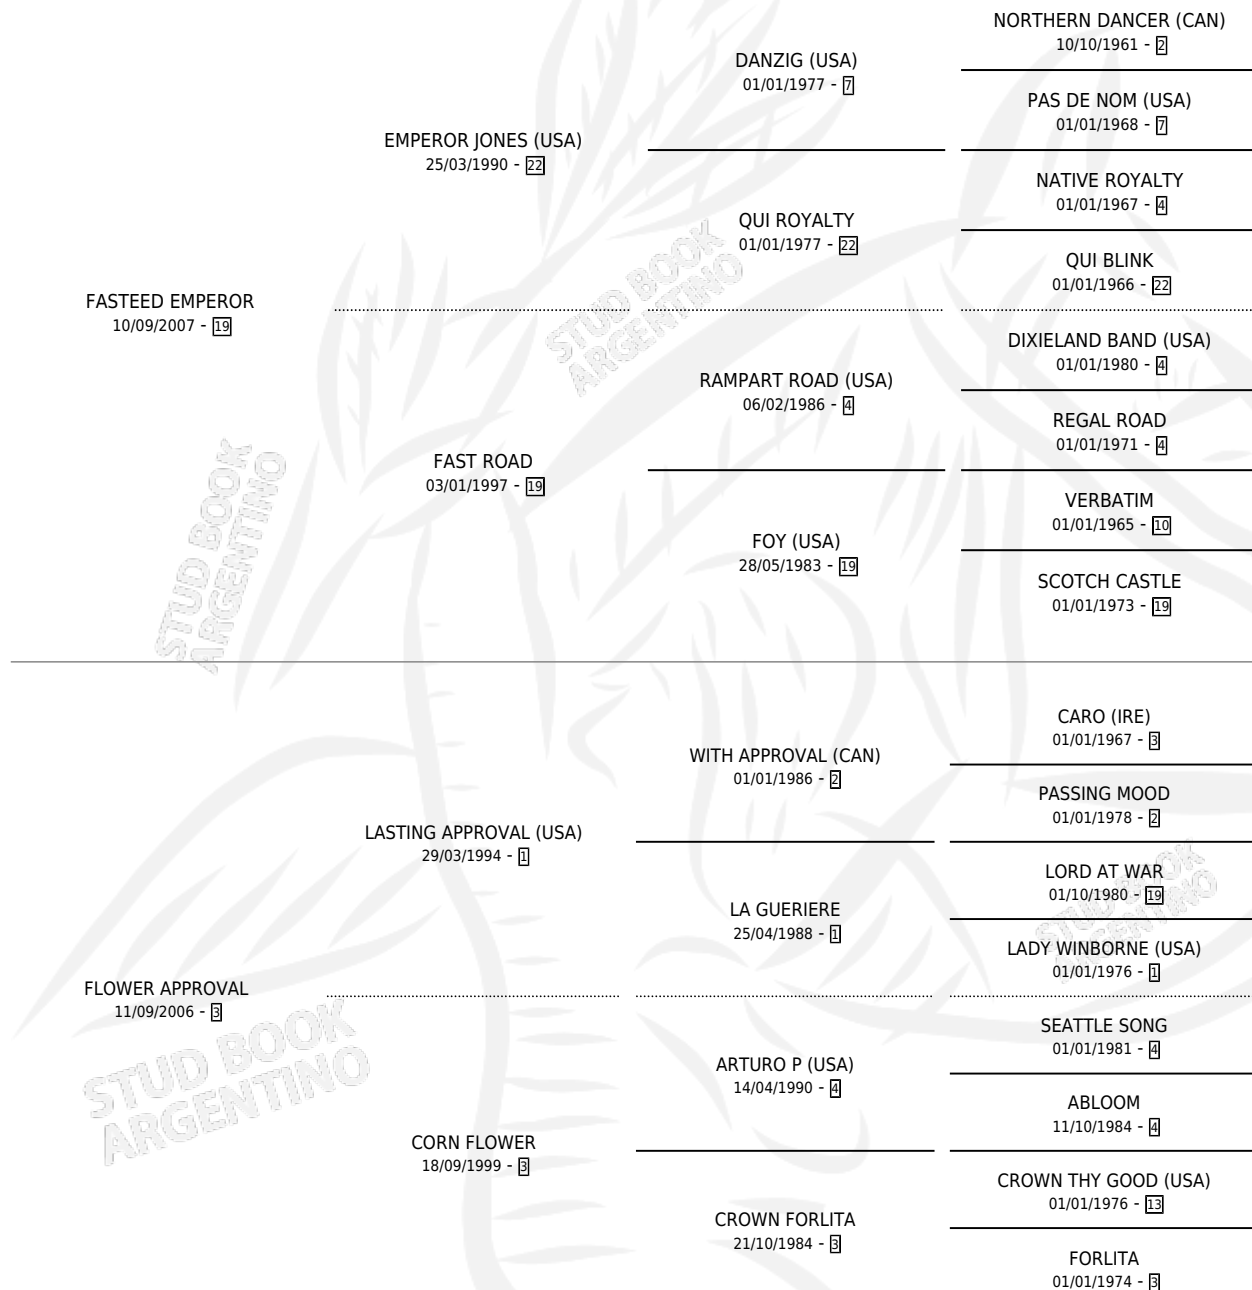 NORTHERN DANCER (CAN)
10/10/1961 - 2
DANZIG (USA)
01/01/1977 - 7
PAS DE NOM (USA)
01/01/1968 - 7
EMPEROR JONES (USA)
25/03/1990 - 22
NATIVE ROYALTY
01/01/1967 - 4
QUI ROYALTY
01/01/1977 - 22
QUI BLINK
01/01/1966 - 22
FASTEED EMPEROR
10/09/2007 - 19
DIXIELAND BAND (USA)
01/01/1980 - 4
RAMPART ROAD (USA)
06/02/1986 - 4
REGAL ROAD
01/01/1971 - 4
FAST ROAD
03/01/1997 - 19
VERBATIM
01/01/1965 - 10
FOY (USA)
28/05/1983 - 19
SCOTCH CASTLE
01/01/1973 - 19
CARO (IRE)
01/01/1967 - 3
WITH APPROVAL (CAN)
01/01/1986 - 2
PASSING MOOD
01/01/1978 - 2
LASTING APPROVAL (USA)
29/03/1994 - 1
LORD AT WAR
01/10/1980 - 19
LA GUERIERE
25/04/1988 - 1
LADY WINBORNE (USA)
01/01/1976 - 1
FLOWER APPROVAL
11/09/2006 - 3
SEATTLE SONG
01/01/1981 - 4
ARTURO P (USA)
14/04/1990 - 4
ABLOOM
11/10/1984 - 4
CORN FLOWER
18/09/1999 - 3
CROWN THY GOOD (USA)
01/01/1976 - 13
CROWN FORLITA
21/10/1984 - 3
FORLITA
01/01/1974 - 3
STUD BOOK
ARGENTINO
STUD BOOK
ARGENTINO
STUD BOOK
ARGENTINO
STUD BOOK
ARGENTINO